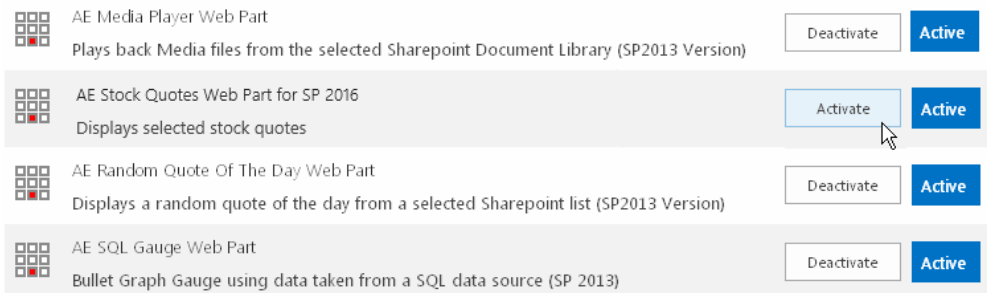 AE Media Player Web Part
Plays back Media files from the selected Sharepoint Document Library (SP2013 Version)
Deactivate
Active
AE Stock Quotes Web Part for SP 2016
Displays selected stock quotes
Activate
Active
AE Random Quote Of The Day Web Part
Displays a random quote of the day from a selected Sharepoint list (SP2013 Version)
Deactivate
Active
AE SQL Gauge Web Part
Bullet Graph Gauge using data taken from a SQL data source (SP 2013)
Deactivate
Active